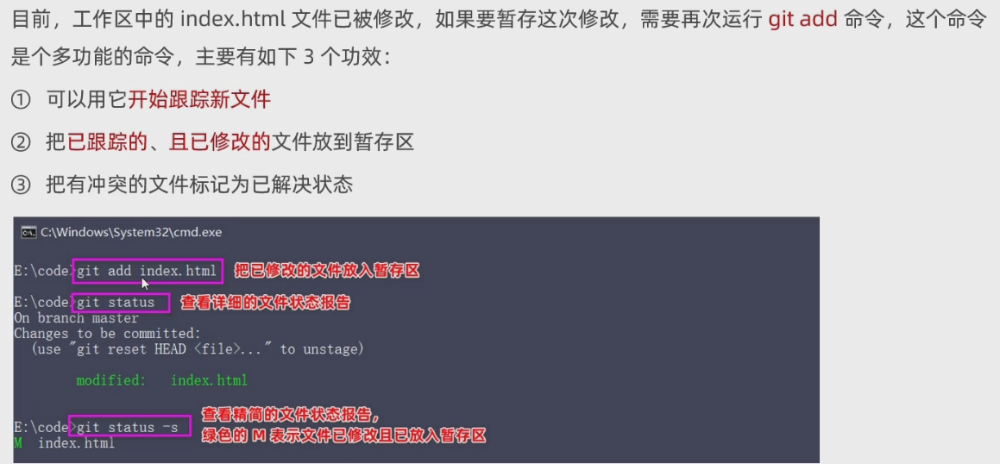 目前，工作区中的 index.html 文件已被修改，如果要暂存这次修改，需要再次运行 git add 命令，这个命令
是个多功能的命令，主要有如下 3 个功效：
① 可以用它开始跟踪新文件
② 把已跟踪的、且已修改的文件放到暂存区
③ 把有冲突的文件标记为已解决状态
C:\Windows\System32\cmd.exe
E:\code>git add index.html 把已修改的文件放入暂存区
E:\code>git status 查看详细的文件状态报告
On branch master
Changes to be committed:
(use "git reset HEAD <file>..." to unstage)
modified: index.html
查看精简的文件状态报告，
E:\code>git status -s 绿色的 M 表示文件已修改且已放入暂存区
M index.html